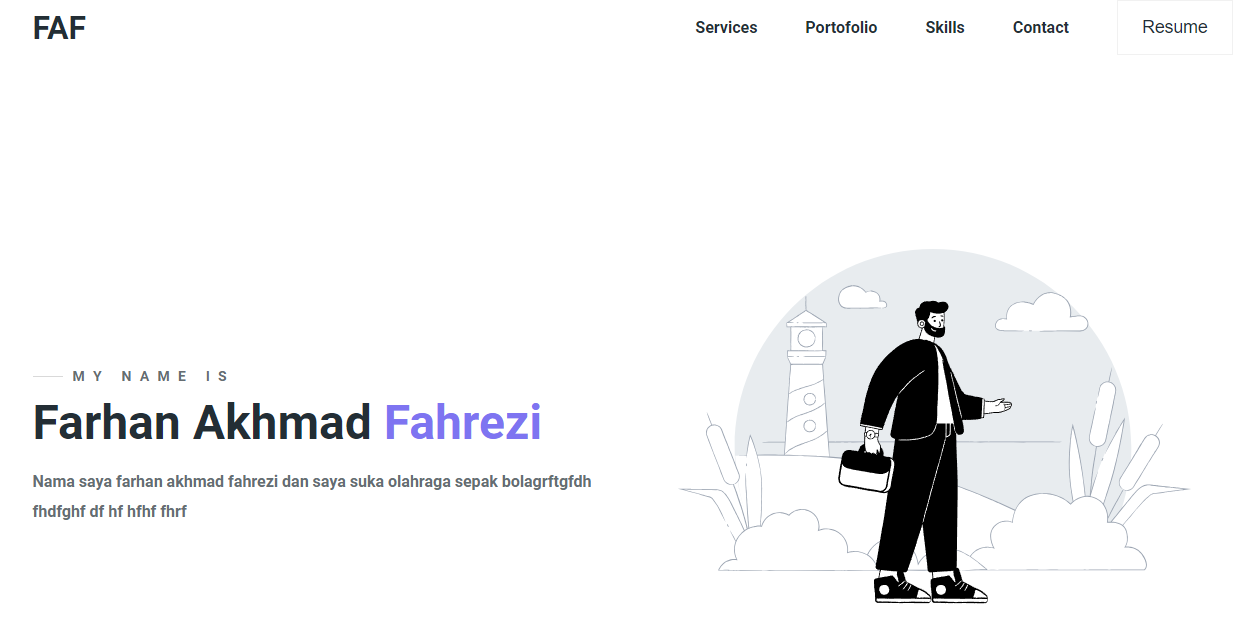 FAF
Services
Portofolio
Skills
Contact
Resume
MY NAME IS
Farhan Akhmad Fahrezi
Nama saya farhan akhmad fahrezi dan saya suka olahraga sepak bolagrftgfdh
fhdfghf df hf hfhf fhrf